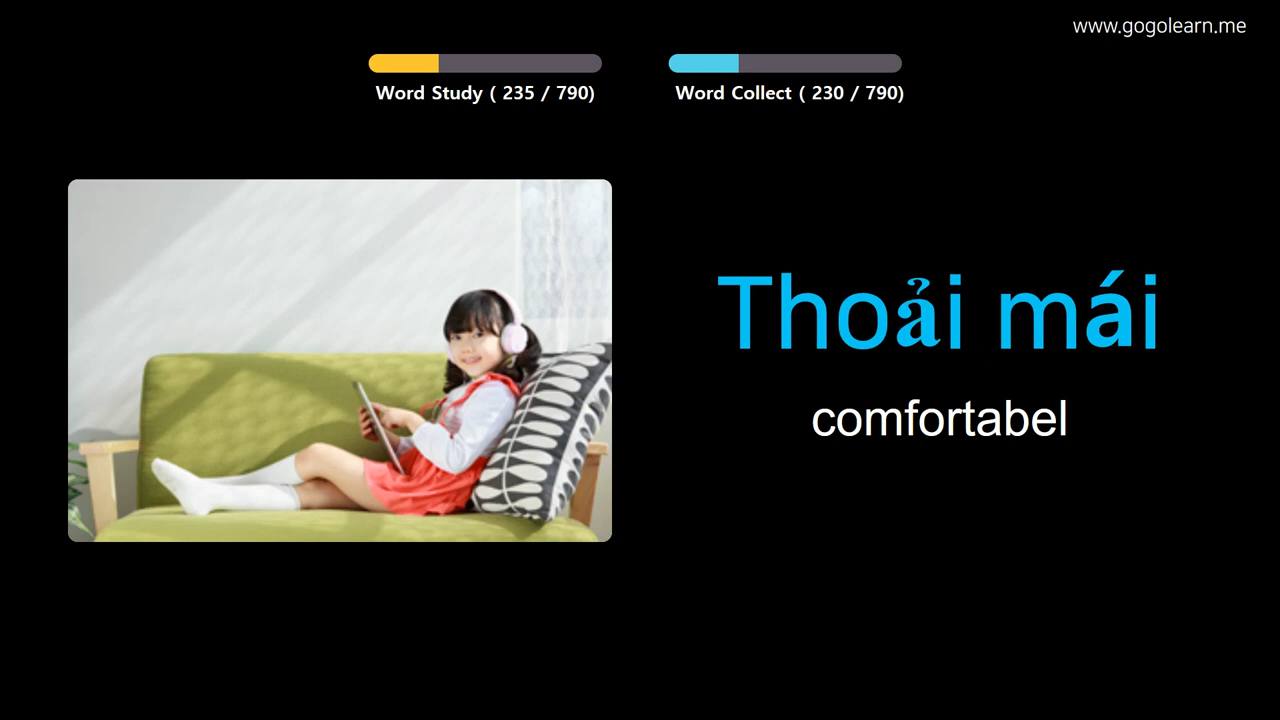 www.gogolearn.me
Word Study ( 235 / 790)
Word Collect ( 230 / 790)
Thoải mái
comfortabel